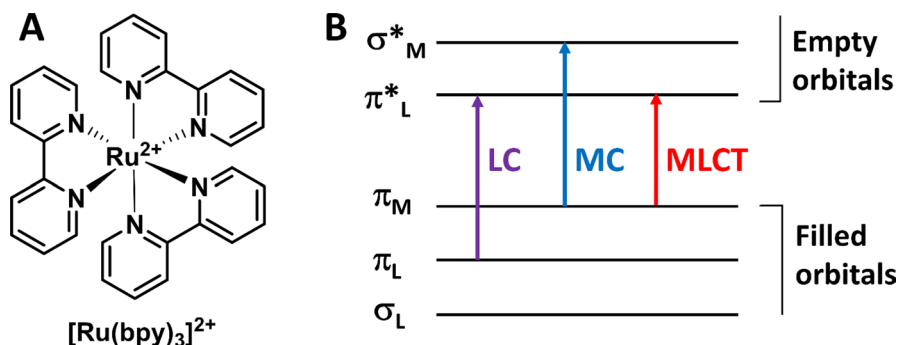 A
N
N
N
Ru2+
N
N
N
[Ru(bpy)3]2+
B
σ*M
π*L
πM
πL
σL
LC
MC
MLCT
Empty
orbitals
Filled
orbitals